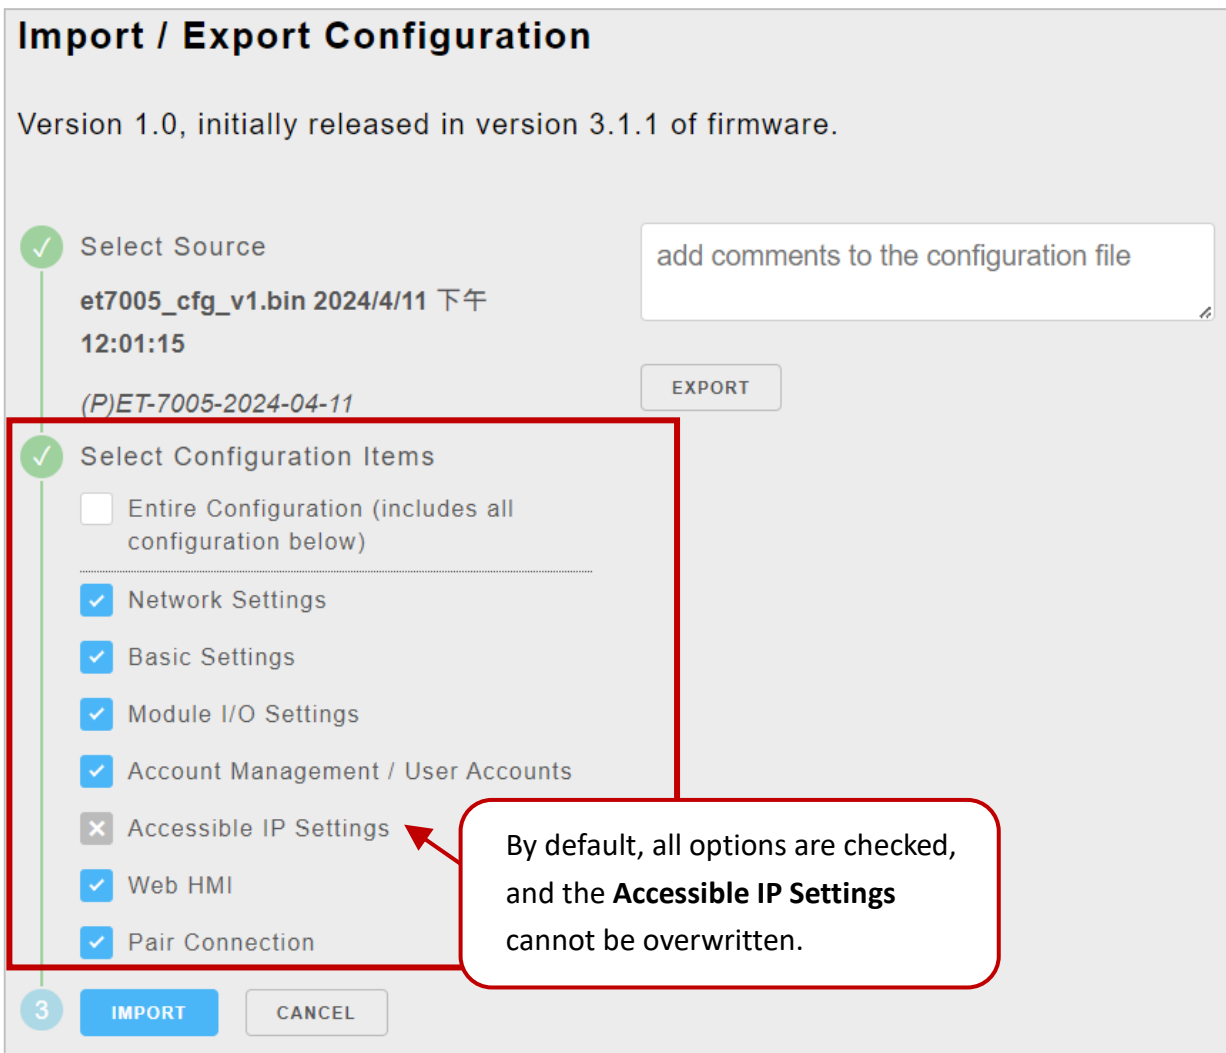 Import / Export Configuration
Version 1.0, initially released in version 3.1.1 of firmware.
Select Source
et7005_cfg_v1.bin 2024/4/11 下午
12:01:15
(P)ET-7005-2024-04-11
add comments to the configuration file
EXPORT
Select Configuration Items
Entire Configuration (includes all
configuration below)
Network Settings
Basic Settings
Module I/O Settings
Account Management / User Accounts
Accessible IP Settings
Web HMI
Pair Connection
By default, all options are checked,
and the Accessible IP Settings
cannot be overwritten.
3
IMPORT
CANCEL